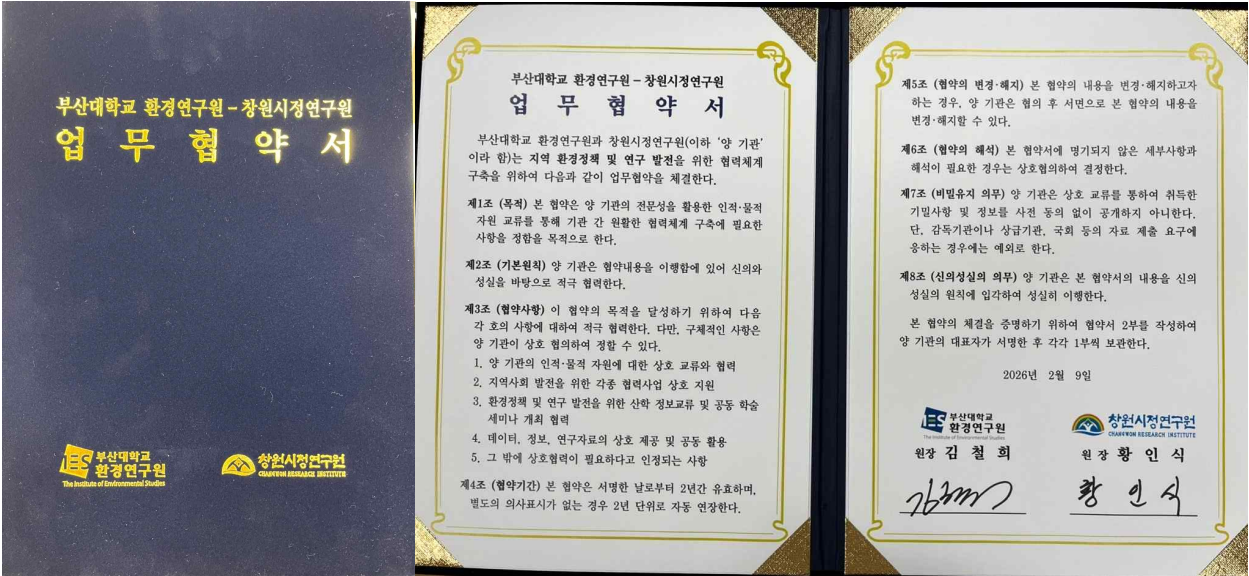 부산대학교 환경연구원 – 창원시정연구원
업 무 협 약 서
IES 부산대학교
환경연구원
The Institute of Environmental Studies
창원시정연구원
CHANGWON RESEARCH INSTITUTE
부산대학교 환경연구원 – 창원시정연구원
업 무 협 약 서
부산대학교 환경연구원과 창원시정연구원(이하 '양 기관'
이라 함)는 지역 환경정책 및 연구 발전을 위한 협력체계
구축을 위하여 다음과 같이 업무협약을 체결한다.
제1조 (목적) 본 협약은 양 기관의 전문성을 활용한 인적·물적
자원 교류를 통해 기관 간 원활한 협력체계 구축에 필요한
사항을 정함을 목적으로 한다.
제2조 (기본원칙) 양 기관은 협약내용을 이행함에 있어 신의와
성실을 바탕으로 적극 협력한다.
제3조 (협약사항) 이 협약의 목적을 달성하기 위하여 다음
각 호의 사항에 대하여 적극 협력한다. 다만, 구체적인 사항은
양 기관이 상호 협의하여 정할 수 있다.
1. 양 기관의 인적·물적 자원에 대한 상호 교류와 협력
2. 지역사회 발전을 위한 각종 협력사업 상호 지원
3. 환경정책 및 연구 발전을 위한 산학 정보교류 및 공동 학술
세미나 개최 협력
4. 데이터, 정보, 연구자료의 상호 제공 및 공동 활용
5. 그 밖에 상호협력이 필요하다고 인정되는 사항
제4조 (협약기간) 본 협약은 서명한 날로부터 2년간 유효하며,
별도의 의사표시가 없는 경우 2년 단위로 자동 연장한다.
제5조 (협약의 변경·해지) 본 협약의 내용을 변경·해지하고자
하는 경우, 양 기관은 협의 후 서면으로 본 협약의 내용을
변경·해지할 수 있다.
제6조 (협약의 해석) 본 협약서에 명기되지 않은 세부사항과
해석이 필요한 경우는 상호협의하여 결정한다.
제7조 (비밀유지 의무) 양 기관은 상호 교류를 통하여 취득한
기밀사항 및 정보를 사전 동의 없이 공개하지 아니한다.
단, 감독기관이나 상급기관, 국회 등의 자료 제출 요구에
응하는 경우에는 예외로 한다.
제8조 (신의성실의 의무) 양 기관은 본 협약서의 내용을 신의
성실의 원칙에 입각하여 성실히 이행한다.
본 협약의 체결을 증명하기 위하여 협약서 2부를 작성하여
양 기관의 대표자가 서명한 후 각각 1부씩 보관한다.
2026년 2월 9일
IES 부산대학교
환경연구원
The Institute of Environmental Studies
원장 김 철 희
창원시정연구원
CHANGWON RESEARCH INSTITUTE
원 장 황 인 식
황 인 식